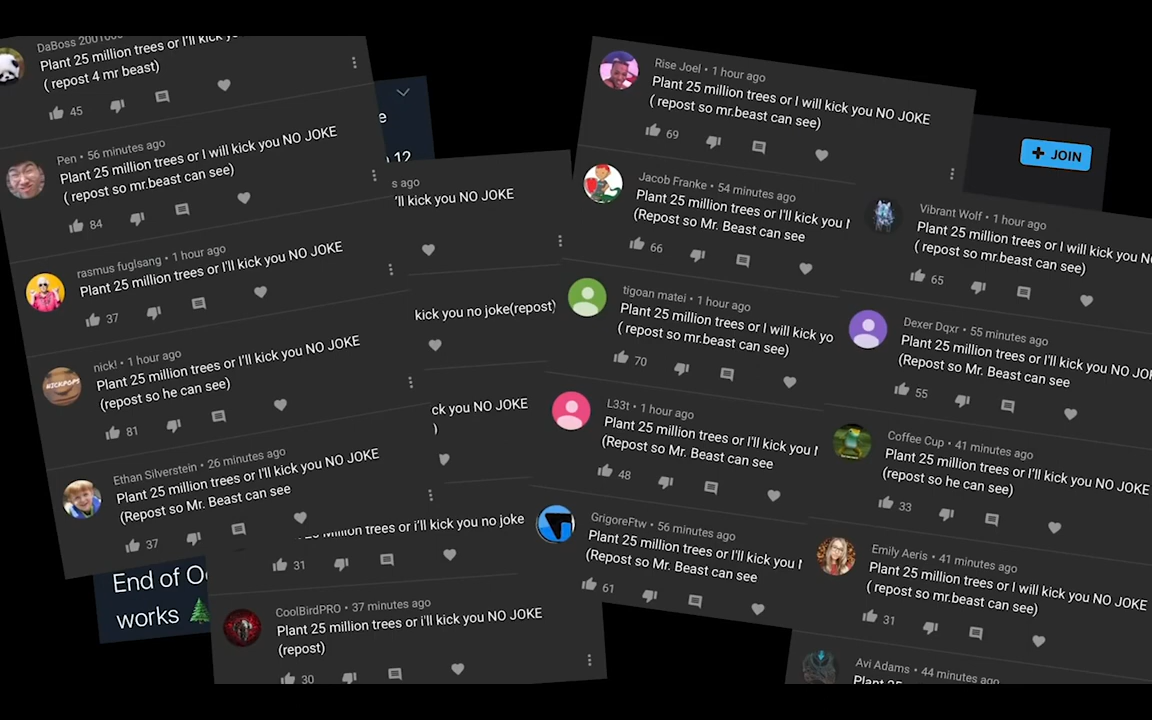 DaBoss
Plant 25 million trees or I'll kick
( repost 4 mr beast)
45
Pen • 56 minutes ago
Plant 25 million trees or I will kick you NO JOKE
( repost so mr.beast can see)
84
rasmus fuglsang • 1 hour ago
Plant 25 million trees or I'll kick you NO JOKE
37
nick! • 1 hour ago
Plant 25 million trees or I'll kick you NO JOKE
(repost so he can see)
81
Ethan Silverstein • 26 minutes ago
Plant 25 million trees or I'll kick you NO JOKE
(Repost so Mr. Beast can see
37
End of
works 🌲
e
12
s ago
'll kick you NO JOKE
kick you no joke(repost)
ck you NO JOKE
)
Million trees or i'll kick you no joke
31
CoolBirdPRO • 37 minutes ago
Plant 25 million trees or i'll kick you NO JOKE
(repost)
30
Rise Joel • 1 hour ago
Plant 25 million trees or I will kick you NO JOKE
( repost so mr.beast can see)
69
Jacob Franke • 54 minutes ago
Plant 25 million trees or I'll kick you
(Repost so Mr. Beast can see
66
tigoan matei • 1 hour ago
Plant 25 million trees or I will kick yo
( repost so mr.beast can see)
70
L33t • 1 hour ago
Plant 25 million trees or I'll kick you
(Repost so Mr. Beast can see
48
GrigoreFtw • 56 minutes ago
Plant 25 million trees or I'll kick you
(Repost so Mr. Beast can see
61
+ JOIN
Vibrant Wolf • 1 hour ago
Plant 25 million trees or I will kick you N
( repost so mr.beast can see)
65
Dexer Dqxr • 55 minutes ago
Plant 25 million trees or I'll kick you NO JO
(Repost so Mr. Beast can see
55
Coffee Cup • 41 minutes ago
Plant 25 million trees or I'll kick you NO JOKE
(repost so he can see)
33
Emily Aeris • 41 minutes ago
Plant 25 million trees or I will kick you NO JOKE
( repost so mr.beast can see)
31
Avi Adams • 44 minutes ago
Plant 25